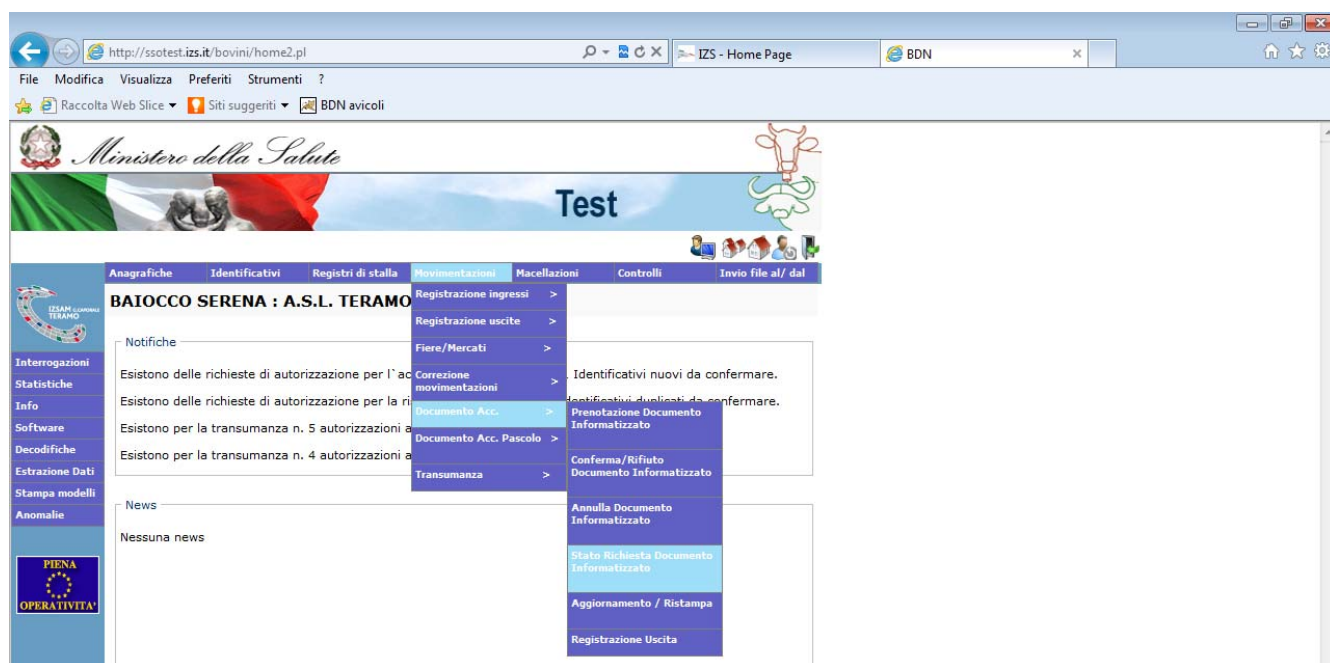 http://ssotest.izs.it/bovini/home2.pl
IZS - Home Page
BDN
File Modifica Visualizza Preferiti Strumenti ?
Raccolta Web Slice Siti suggeriti BDN avicoli
Ministero della Salute
Test
Anagrafiche Identificativi Registri di stalla Movimentazioni Macellazioni Controlli Invio file al/ dal
IZSAM G.CAPORALE
TERAMO
BAIOCCO SERENA : A.S.L. TERAMO
Interrogazioni
Statistiche
Info
Software
Decodifiche
Estrazione Dati
Stampa modelli
Anomalie
PIENA
OPERATIVITA'
Notifiche
Esistono delle richieste di autorizzazione per l`ac . Identificativi nuovi da confermare.
Esistono delle richieste di autorizzazione per la ri Identificativi duplicati da confermare.
Esistono per la transumanza n. 5 autorizzazioni a
Esistono per la transumanza n. 4 autorizzazioni a
News
Nessuna news
Registrazione ingressi >
Registrazione uscite >
Fiere/Mercati >
Correzione
movimentazioni >
Documento Acc. >
Documento Acc. Pascolo >
Transumanza >
Prenotazione Documento
Informatizzato
Conferma/Rifiuto
Documento Informatizzato
Annulla Documento
Informatizzato
Stato Richiesta Documento
Informatizzato
Aggiornamento / Ristampa
Registrazione Uscita